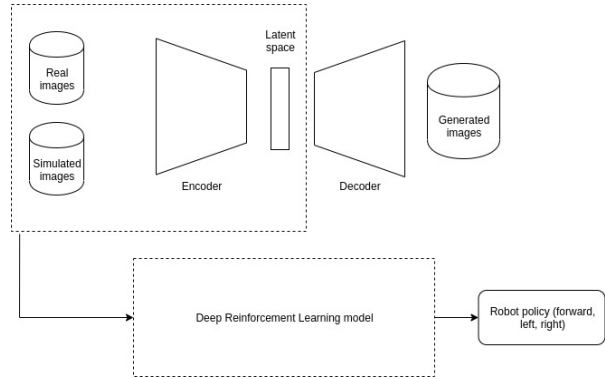 Real
images
Simulated
images
Encoder
Latent
space
Decoder
Generated
images
Deep Reinforcement Learning model
Robot policy (forward,
left, right)